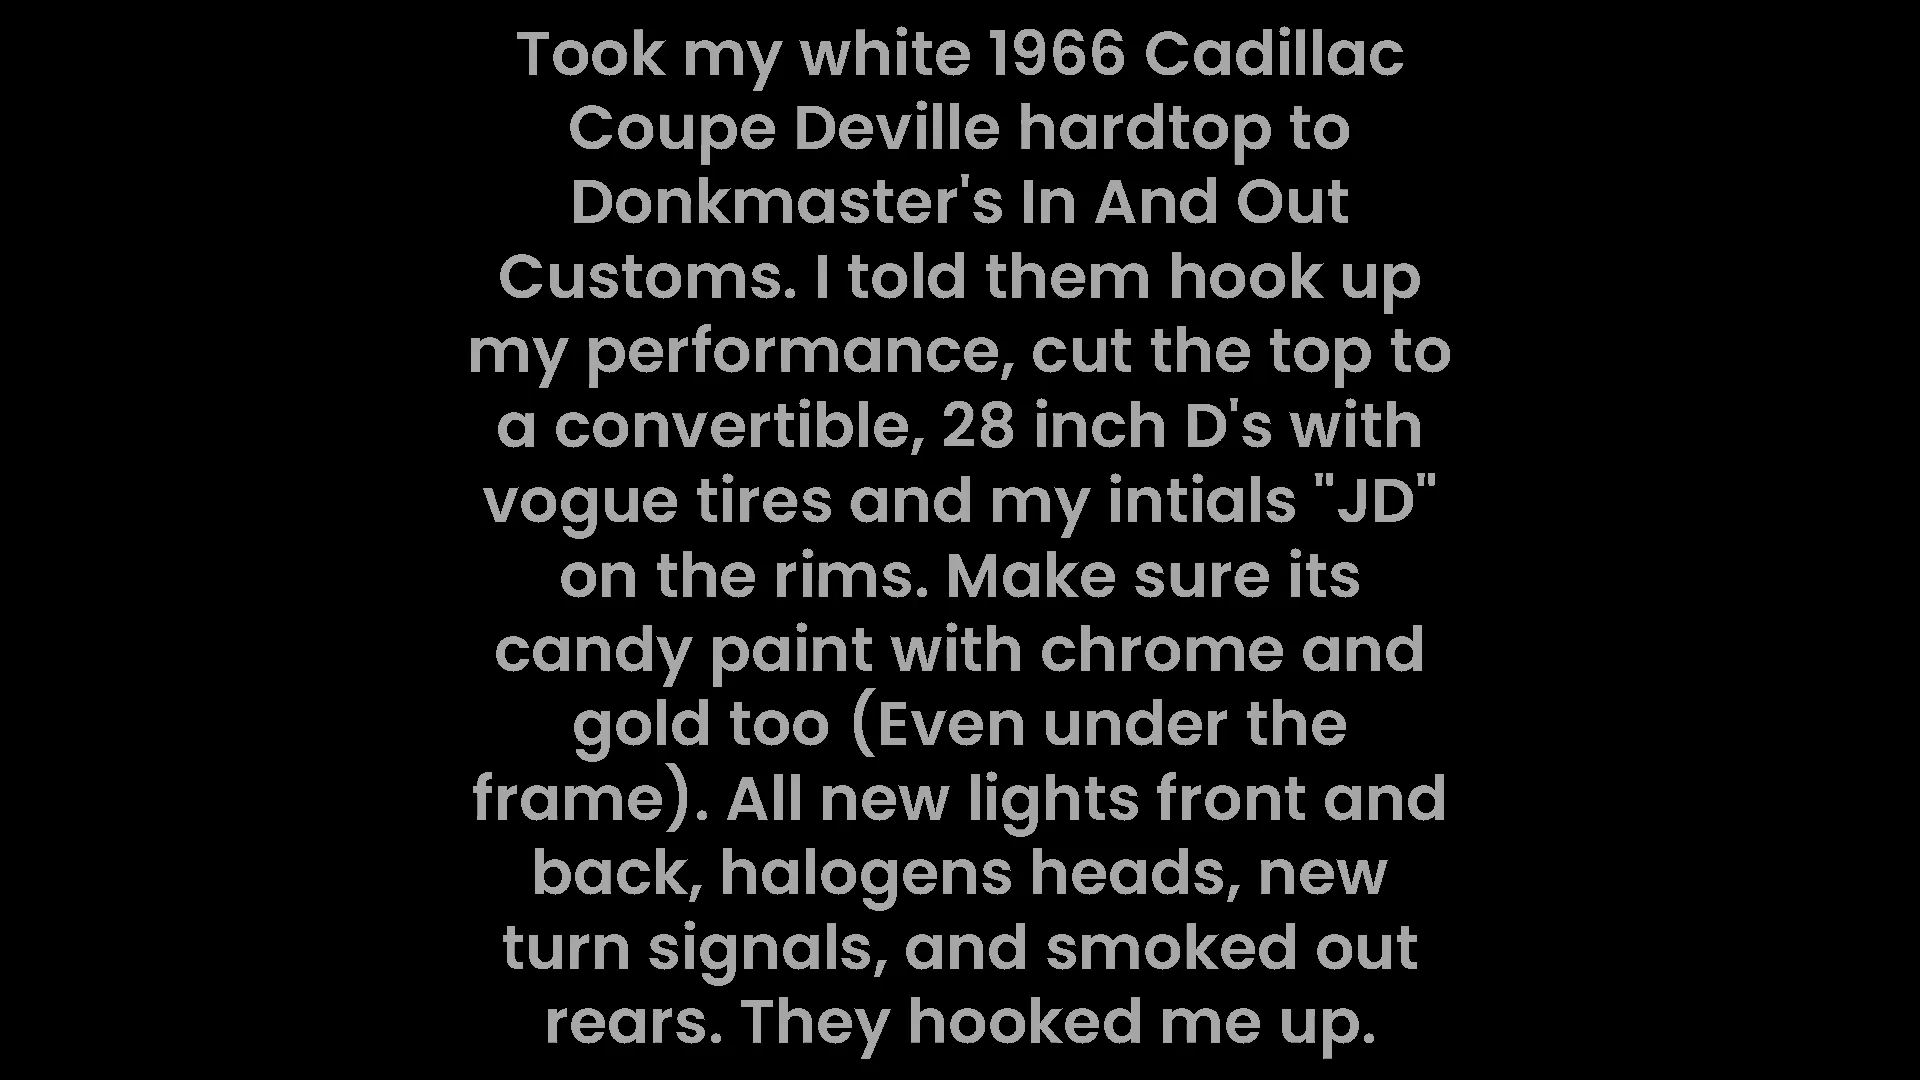 Took my white 1966 Cadillac
Coupe Deville hardtop to
Donkmaster's In And Out
Customs. I told them hook up
my performance, cut the top to
a convertible, 28 inch D's with
vogue tires and my intials "JD"
on the rims. Make sure its
candy paint with chrome and
gold too (Even under the
frame). All new lights front and
back, halogens heads, new
turn signals, and smoked out
rears. They hooked me up.